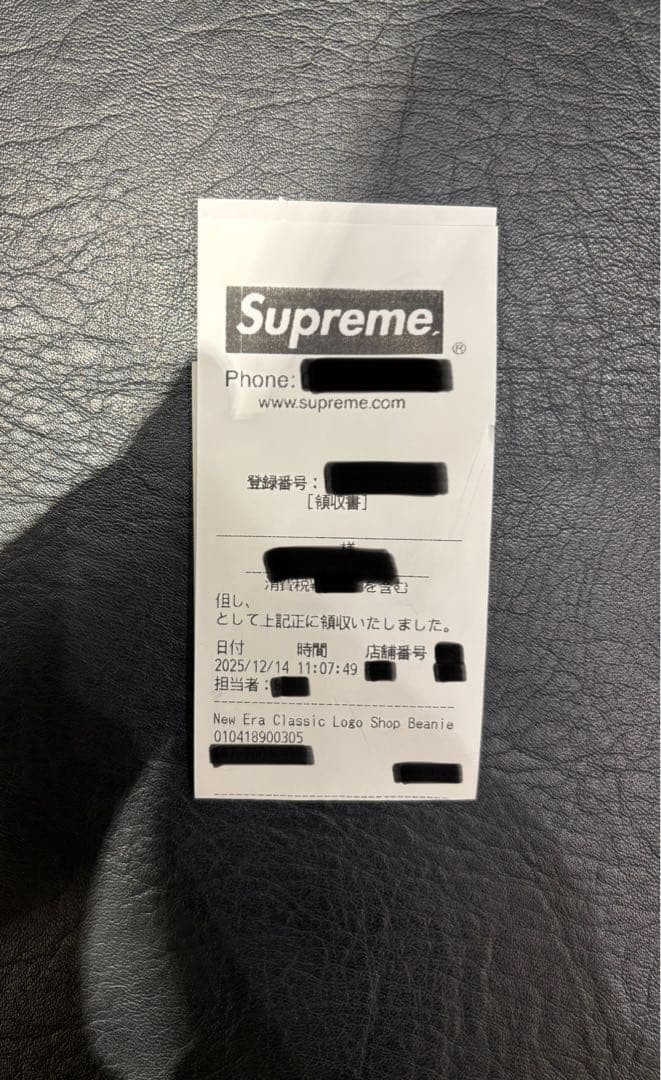 Supreme®
Phone:
www.supreme.com
登録番号:
[領収書]
様
消費税 を含む
但し、
として上記正に領収いたしました。
日付 時間 店舗番号
2025/12/14 11:07:49
担当者:
New Era Classic Logo Shop Beanie
010418900305